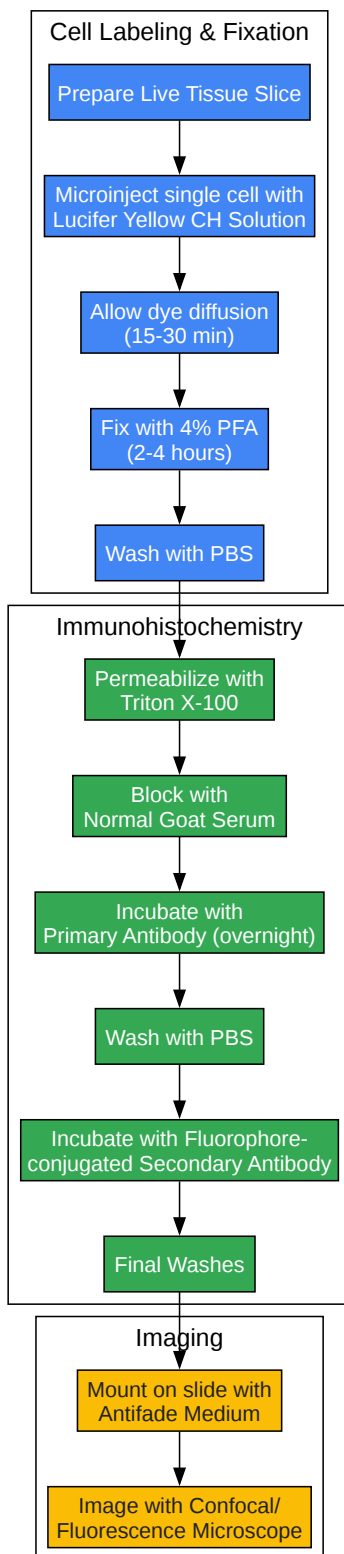 Cell Labeling & Fixation
Prepare Live Tissue Slice
Microinject single cell with
Lucifer Yellow CH Solution
Allow dye diffusion
(15-30 min)
Fix with 4% PFA
(2-4 hours)
Wash with PBS
Immunohistochemistry
Permeabilize with
Triton X-100
Block with
Normal Goat Serum
Incubate with
Primary Antibody (overnight)
Wash with PBS
Incubate with Fluorophore-
conjugated Secondary Antibody
Final Washes
Imaging
Mount on slide with
Antifade Medium
Image with Confocal/
Fluorescence Microscope